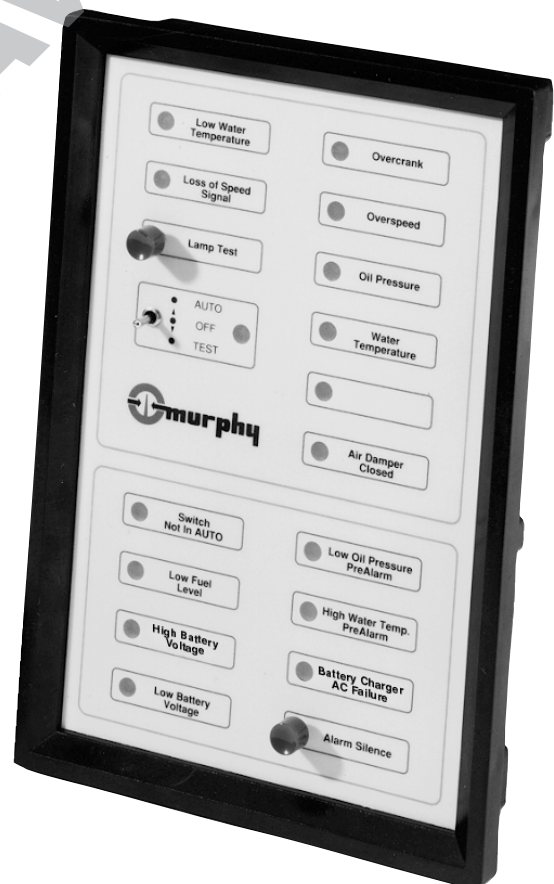 Low Water
Temperature
Loss of Speed
Signal
Lamp Test
AUTO
OFF
TEST
murphy
Overcrank
Overspeed
Oil Pressure
Water
Temperature
Air Damper
Closed
Switch
Not In AUTO
Low Fuel
Level
High Battery
Voltage
Low Battery
Voltage
Low Oil Pressure
PreAlarm
High Water Temp.
PreAlarm
Battery Charger
AC Failure
Alarm Silence